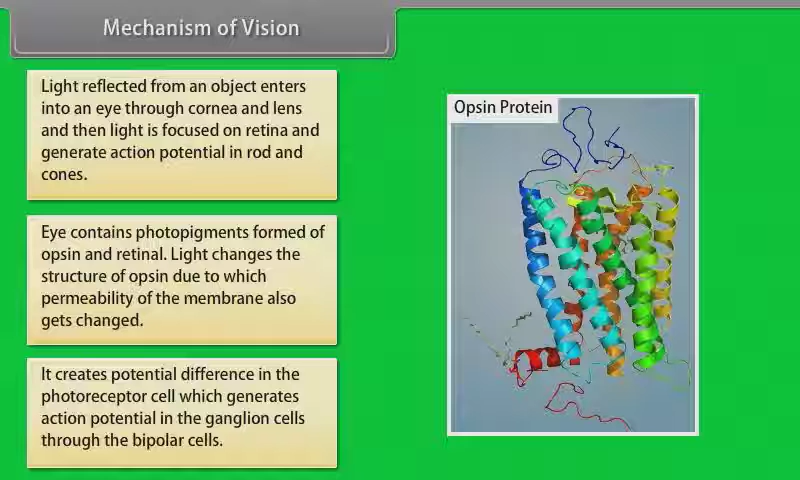 Mechanism of Vision
Light reflected from an object enters
into an eye through cornea and lens
and then light is focused on retina and
generate action potential in rod and
cones.
Eye contains photopigments formed of
opsin and retinal. Light changes the
structure of opsin due to which
permeability of the membrane also
gets changed.
It creates potential difference in the
photoreceptor cell which generates
action potential in the ganglion cells
through the bipolar cells.
Opsin Protein